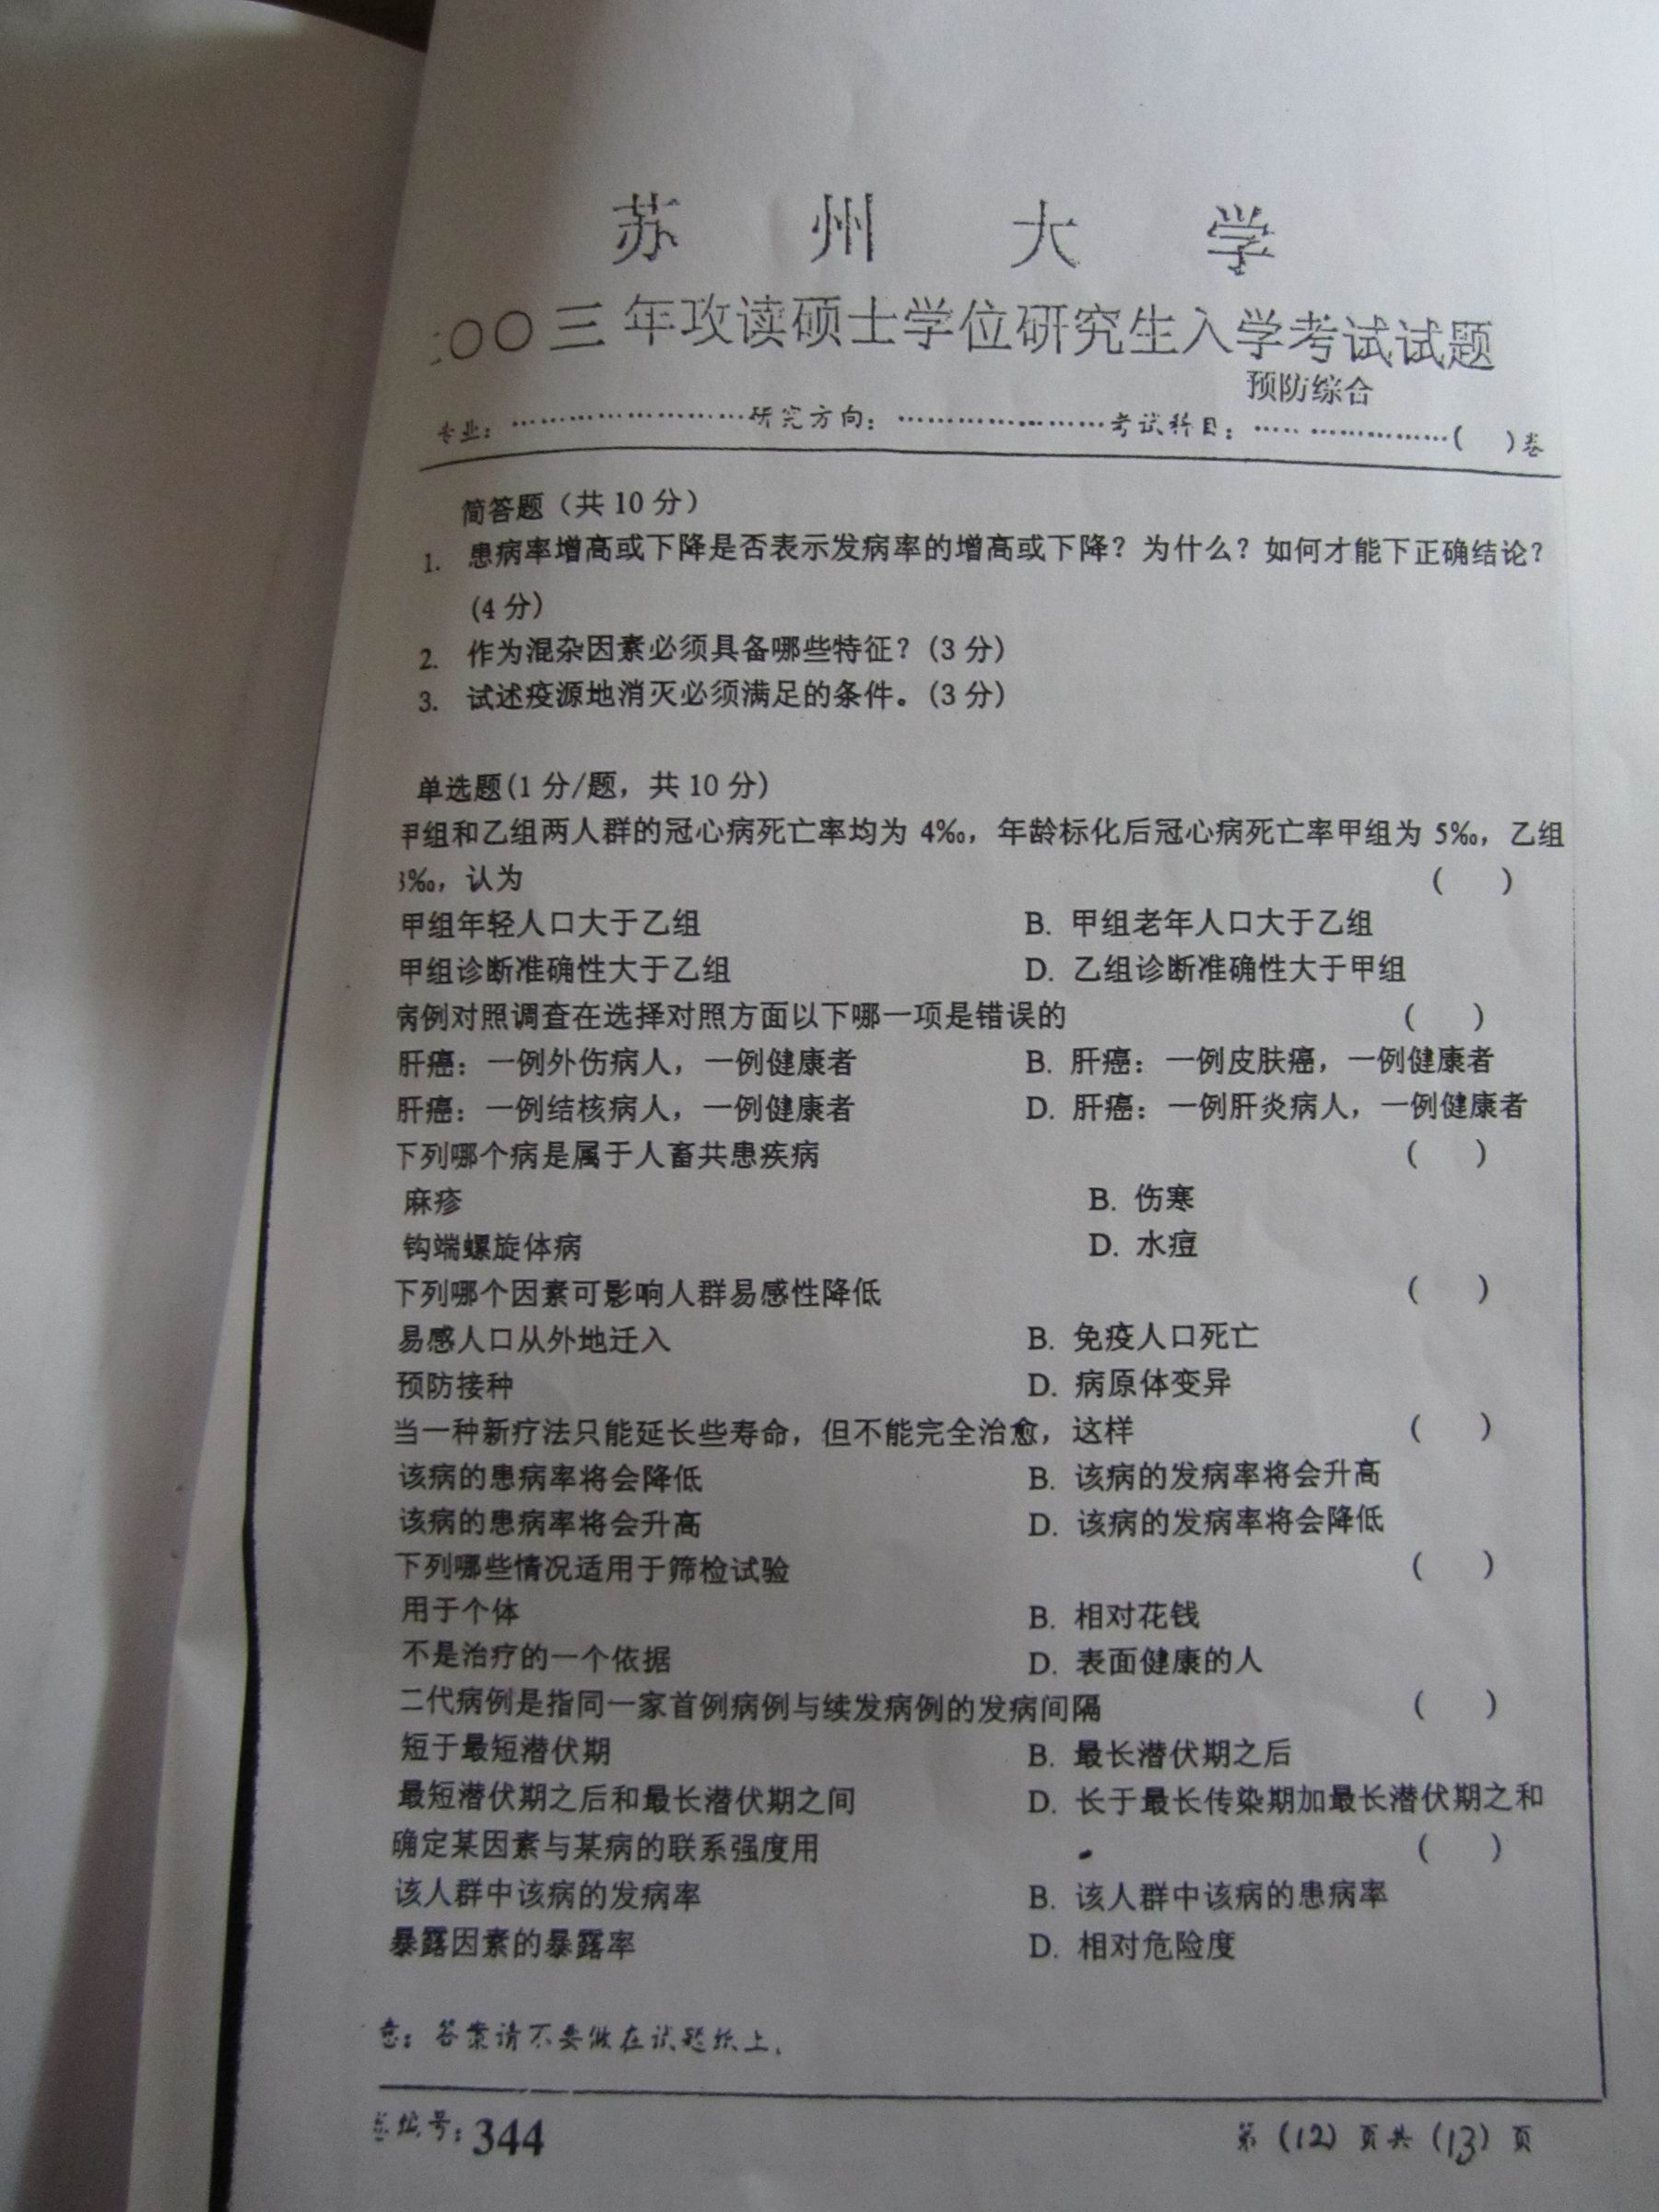 苏州大学
二〇〇三年攻读硕士学位研究生入学考试试题
预防综合
专业：……………………研究方向：…………………考试科目：…… ……………( )卷
简答题（共 10 分）
1. 患病率增高或下降是否表示发病率的增高或下降？为什么？如何才能下正确结论？
(4 分)
2. 作为混杂因素必须具备哪些特征？(3 分)
3. 试述疫源地消灭必须满足的条件。(3 分)
单选题(1 分/题，共 10 分)
甲组和乙组两人群的冠心病死亡率均为 4‰，年龄标化后冠心病死亡率甲组为 5‰，乙组
3‰，认为 ( )
甲组年轻人口大于乙组 B. 甲组老年人口大于乙组
甲组诊断准确性大于乙组 D. 乙组诊断准确性大于甲组
病例对照调查在选择对照方面以下哪一项是错误的 ( )
肝癌：一例外伤病人，一例健康者 B. 肝癌：一例皮肤癌，一例健康者
肝癌：一例结核病人，一例健康者 D. 肝癌：一例肝炎病人，一例健康者
下列哪个病是属于人畜共患疾病 ( )
麻疹 B. 伤寒
钩端螺旋体病 D. 水痘
下列哪个因素可影响人群易感性降低 ( )
易感人口从外地迁入 B. 免疫人口死亡
预防接种 D. 病原体变异
当一种新疗法只能延长些寿命，但不能完全治愈，这样 ( )
该病的患病率将会降低 B. 该病的发病率将会升高
该病的患病率将会升高 D. 该病的发病率将会降低
下列哪些情况适用于筛检试验 ( )
用于个体 B. 相对花钱
不是治疗的一个依据 D. 表面健康的人
二代病例是指同一家首例病例与续发病例的发病间隔 ( )
短于最短潜伏期 B. 最长潜伏期之后
最短潜伏期之后和最长潜伏期之间 D. 长于最长传染期加最长潜伏期之和
确定某因素与某病的联系强度用 ( )
该人群中该病的发病率 B. 该人群中该病的患病率
暴露因素的暴露率 D. 相对危险度
意：答案请不要做在试题纸上.
总编号：344
第 (12) 页共 (13) 页